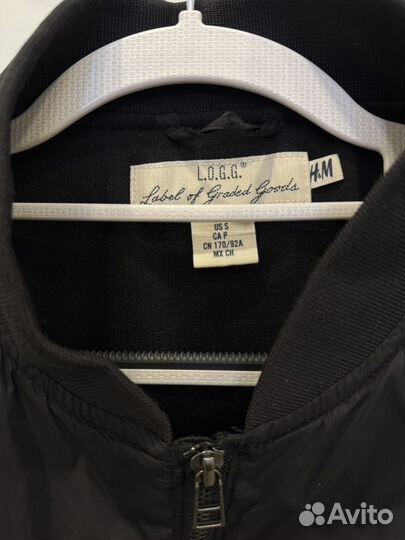 L.O.G.G.®
Label of Graded Goods
H&M
US S
CA P
CN 170/92A
MX CH
Avito